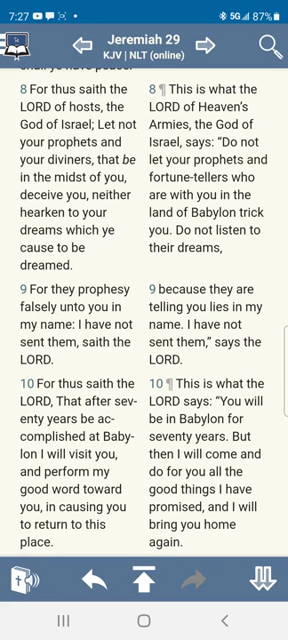 7:27
5G 87%
Jeremiah 29
KJV | NLT (online)
shall ye have peace.
8 For thus saith the
LORD of hosts, the
God of Israel; Let not
your prophets and
your diviners, that be
in the midst of you,
deceive you, neither
hearken to your
dreams which ye
cause to be
dreamed.
8 ¶ This is what the
LORD of Heaven’s
Armies, the God of
Israel, says: “Do not
let your prophets and
fortune-tellers who
are with you in the
land of Babylon trick
you. Do not listen to
their dreams,
9 For they prophesy
falsely unto you in
my name: I have not
sent them, saith the
LORD.
9 because they are
telling you lies in my
name. I have not
sent them,” says the
LORD.
10 For thus saith the
LORD, That after sev-
enty years be ac-
complished at Baby-
lon I will visit you,
and perform my
good word toward
you, in causing you
to return to this
place.
10 ¶ This is what the
LORD says: “You will
be in Babylon for
seventy years. But
then I will come and
do for you all the
good things I have
promised, and I will
bring you home
again.